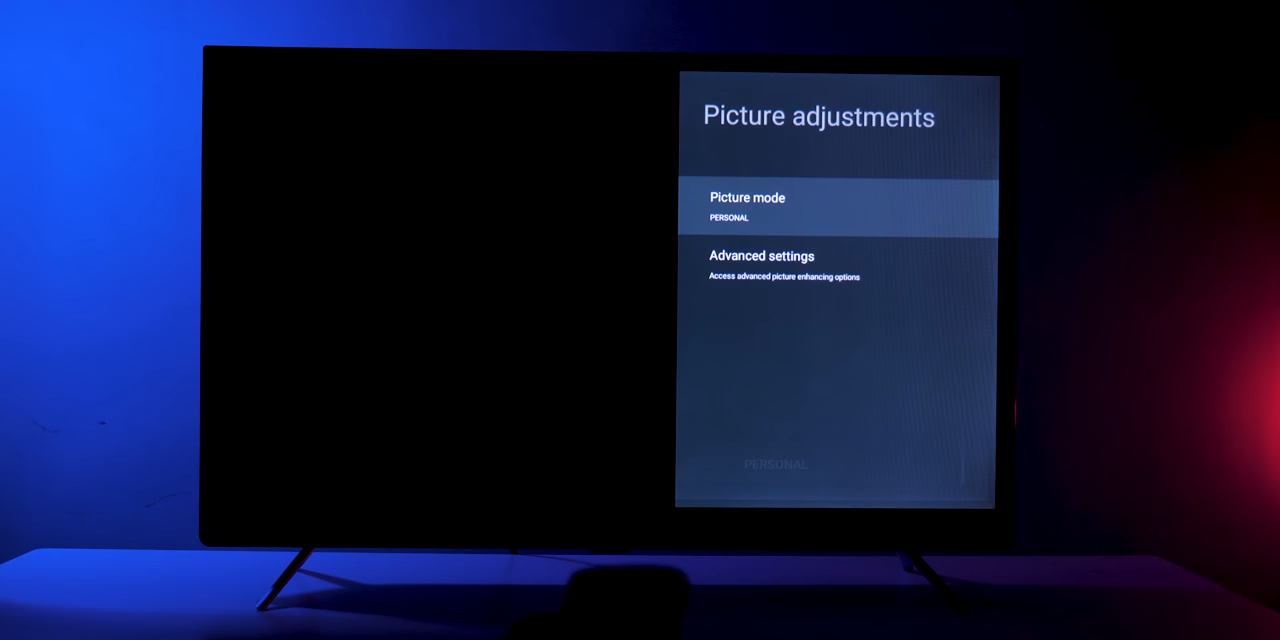 Picture adjustments
Picture mode
PERSONAL
Advanced settings
Access advanced picture enhancing options
PERSONAL